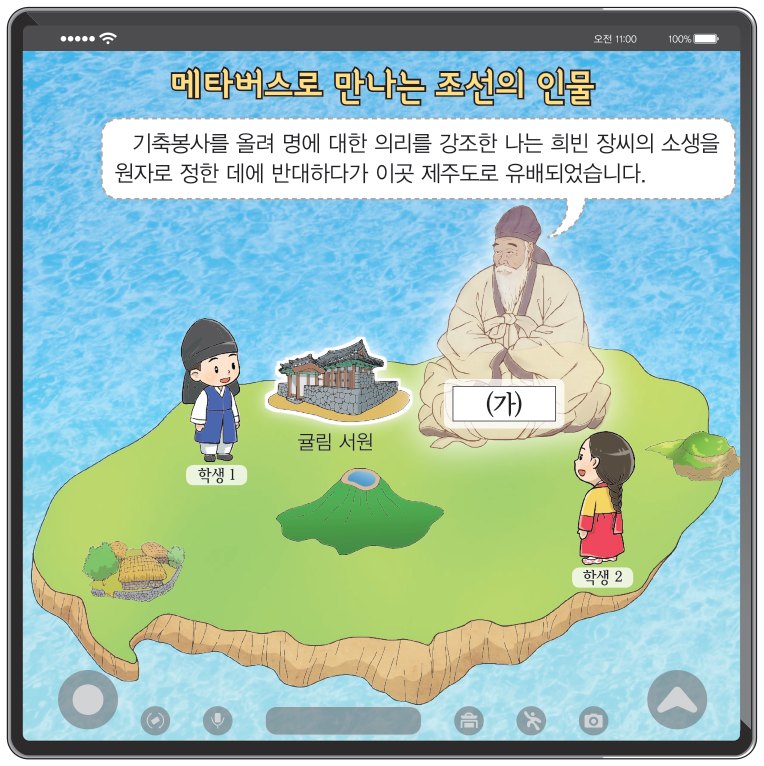 오전 11:00
100%
메타버스로 만나는 조선의 인물
기축봉사를 올려 명에 대한 의리를 강조한 나는 희빈 장씨의 소생을
원자로 정한 데에 반대하다가 이곳 제주도로 유배되었습니다.
(가)
귤림 서원
학생 1
학생 2